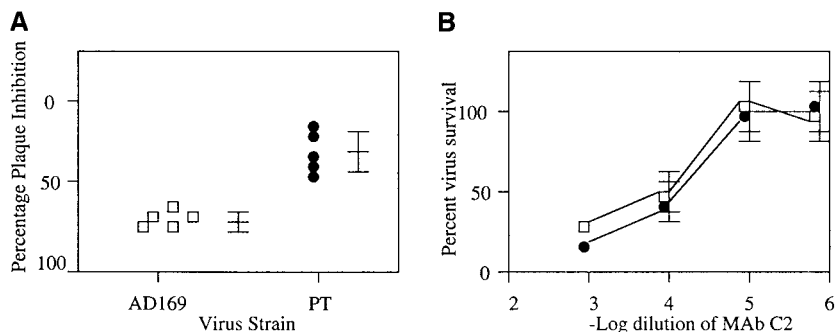 A
Percentage Plaque Inhibition
0
50
100
AD169
PT
Virus Strain
B
Percent virus survival
100
50
0
2
3
4
5
6
-Log dilution of MAb C2